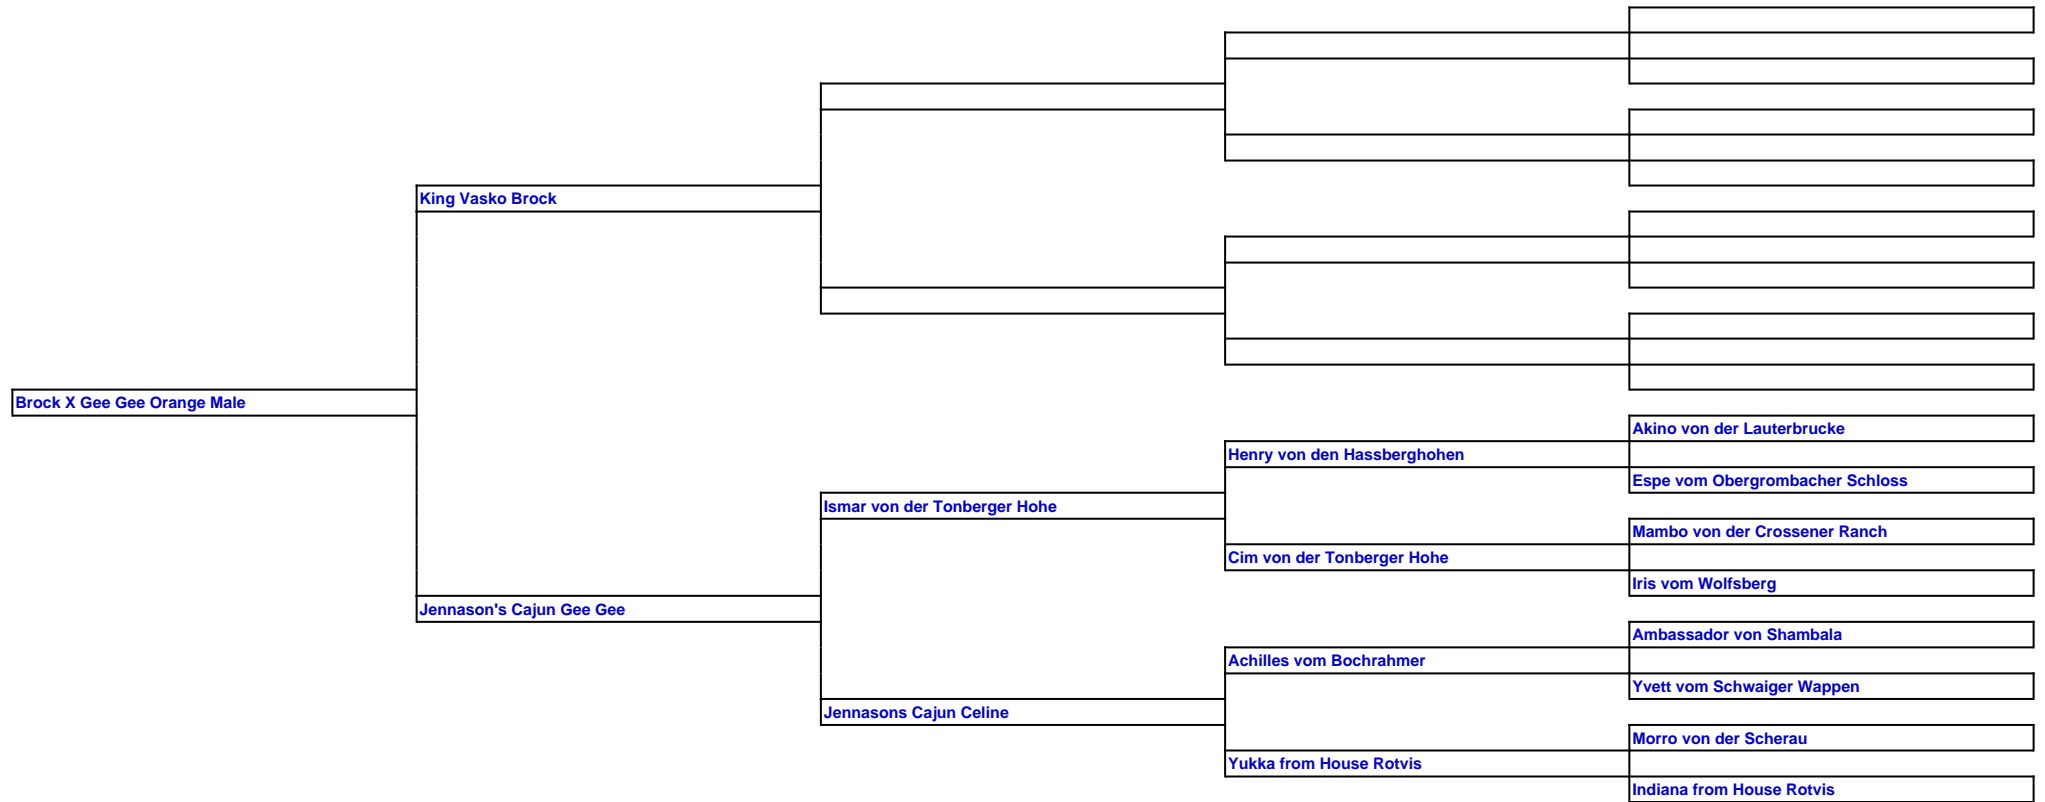 King Vasko Brock
Brock X Gee Gee Orange Male
Akino von der Lauterbrucke
Henry von den Hassberghohen
Espe vom Obergrombacher Schloss
Ismar von der Tonberger Hohe
Mambo von der Crossener Ranch
Cim von der Tonberger Hohe
Iris vom Wolfsberg
Jennason's Cajun Gee Gee
Ambassador von Shambala
Achilles vom Bochrahmer
Yvett vom Schwaiger Wappen
Jennasons Cajun Celine
Morro von der Scherau
Yukka from House Rotvis
Indiana from House Rotvis